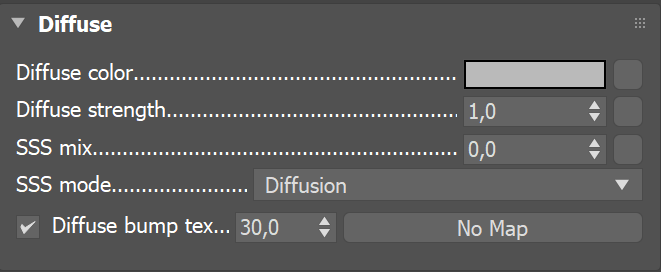 Diffuse
Diffuse color
Diffuse strength 1,0
SSS mix 0,0
SSS mode Diffusion
Diffuse bump tex... 30,0 No Map